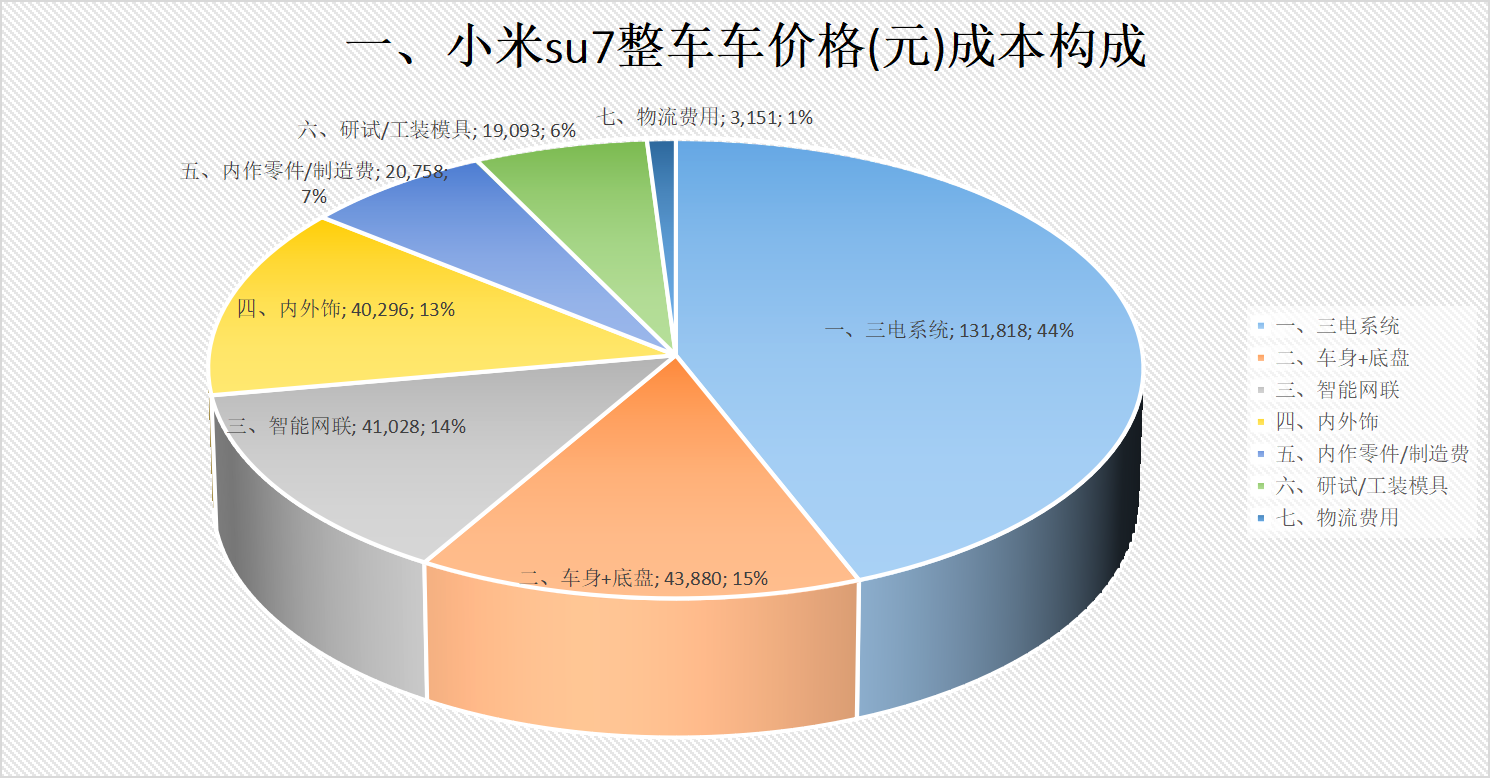 一、小米su7整车车价格(元)成本构成
七、物流费用; 3,151; 1%
六、研试/工装模具; 19,093; 6%
五、内作零件/制造费; 20,758;
7%
四、内外饰; 40,296; 13%
一、三电系统; 131,818; 44%
三、智能网联; 41,028; 14%
二、车身+底盘; 43,880; 15%
一、三电系统
二、车身+底盘
三、智能网联
四、内外饰
五、内作零件/制造费
六、研试/工装模具
七、物流费用